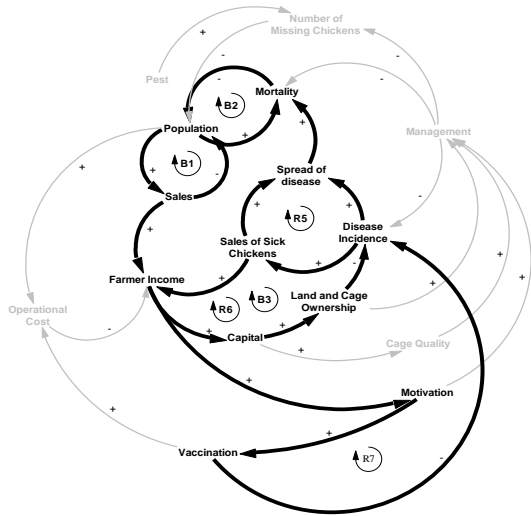 Number of
Missing Chickens
+
-
-
Pest
-
Mortality
B2
Population
+
Management
+
B1
+
+
-
Spread of
disease
-
Sales
+
+
R5
Disease
Incidence
+
Sales of Sick
Chickens
+
-
Farmer Income
+
R6
B3
Land and Cage
Ownership
+
+
Operational
Cost
-
+
Capital
+
+
Cage Quality
+
+
+
Motivation
+
+
Vaccination
R7
-